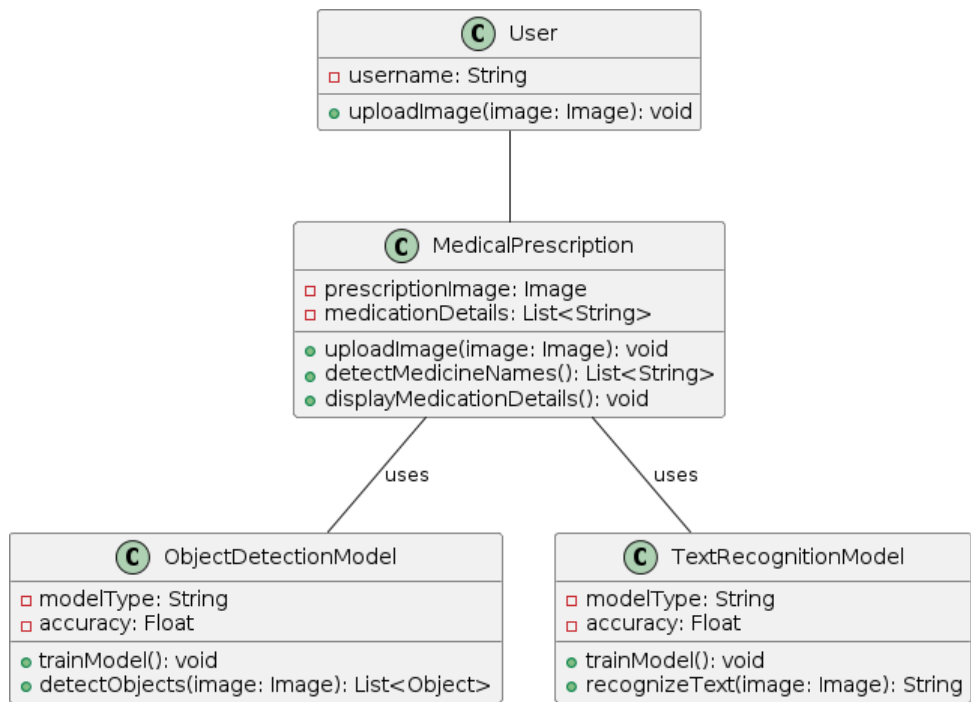 C User
username: String
uploadImage(image: Image): void
C MedicalPrescription
prescriptionImage: Image
medicationDetails: List<String>
uploadImage(image: Image): void
detectMedicineNames(): List<String>
displayMedicationDetails(): void
uses
uses
C ObjectDetectionModel
modelType: String
accuracy: Float
trainModel(): void
detectObjects(image: Image): List<Object>
C TextRecognitionModel
modelType: String
accuracy: Float
trainModel(): void
recognizeText(image: Image): String